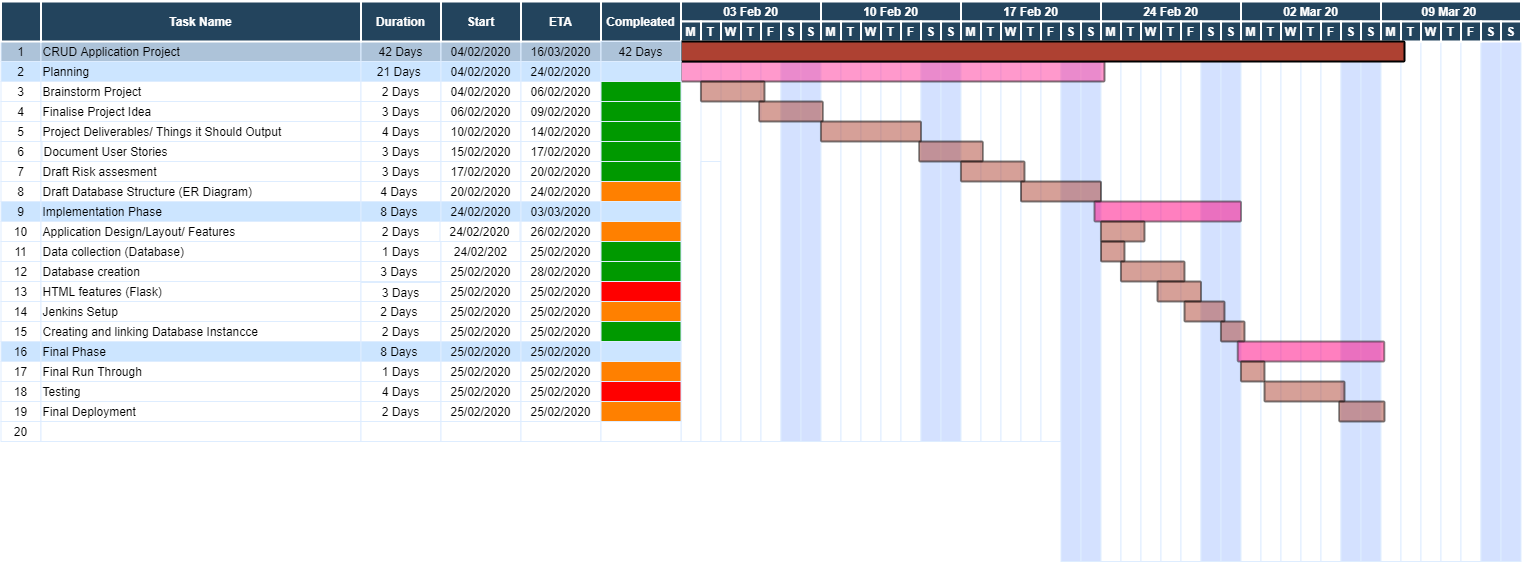 Task Name Duration Start ETA Compleated 03 Feb 20 10 Feb 20 17 Feb 20 24 Feb 20 02 Mar 20 09 Mar 20
M T W T F S S M T W T F S S M T W T F S S M T W T F S S M T W T F S S M T W T F S S
1 CRUD Application Project 42 Days 04/02/2020 16/03/2020 42 Days
2 Planning 21 Days 04/02/2020 24/02/2020
3 Brainstorm Project 2 Days 04/02/2020 06/02/2020
4 Finalise Project Idea 3 Days 06/02/2020 09/02/2020
5 Project Deliverables/ Things it Should Output 4 Days 10/02/2020 14/02/2020
6 Document User Stories 3 Days 15/02/2020 17/02/2020
7 Draft Risk assesment 3 Days 17/02/2020 20/02/2020
8 Draft Database Structure (ER Diagram) 4 Days 20/02/2020 24/02/2020
9 Implementation Phase 8 Days 24/02/2020 03/03/2020
10 Application Design/Layout/ Features 2 Days 24/02/2020 26/02/2020
11 Data collection (Database) 1 Days 24/02/202 25/02/2020
12 Database creation 3 Days 25/02/2020 28/02/2020
13 HTML features (Flask) 3 Days 25/02/2020 25/02/2020
14 Jenkins Setup 2 Days 25/02/2020 25/02/2020
15 Creating and linking Database Instancce 2 Days 25/02/2020 25/02/2020
16 Final Phase 8 Days 25/02/2020 25/02/2020
17 Final Run Through 1 Days 25/02/2020 25/02/2020
18 Testing 4 Days 25/02/2020 25/02/2020
19 Final Deployment 2 Days 25/02/2020 25/02/2020
20